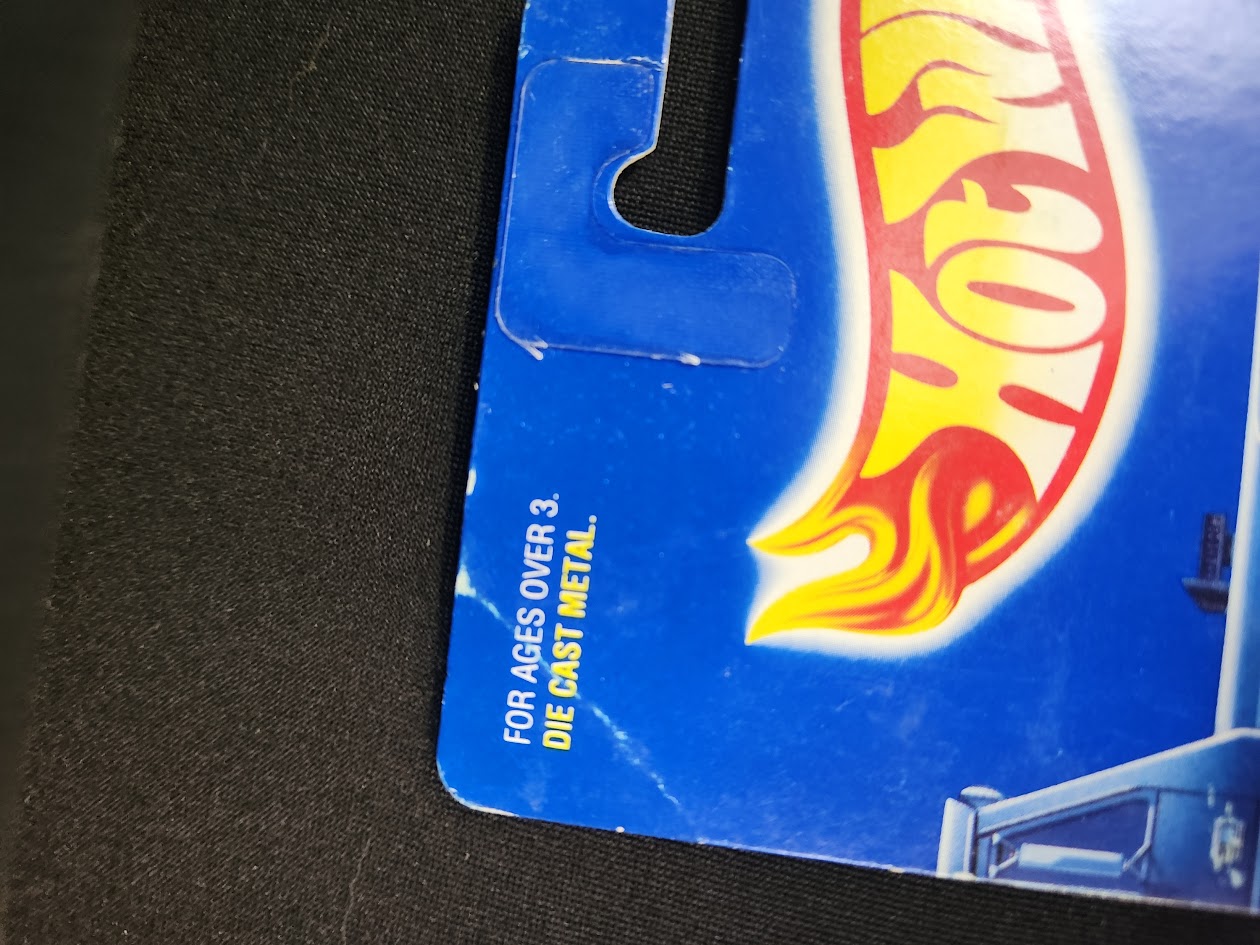 FOR AGES OVER 3.
DIE CAST METAL.
HOT